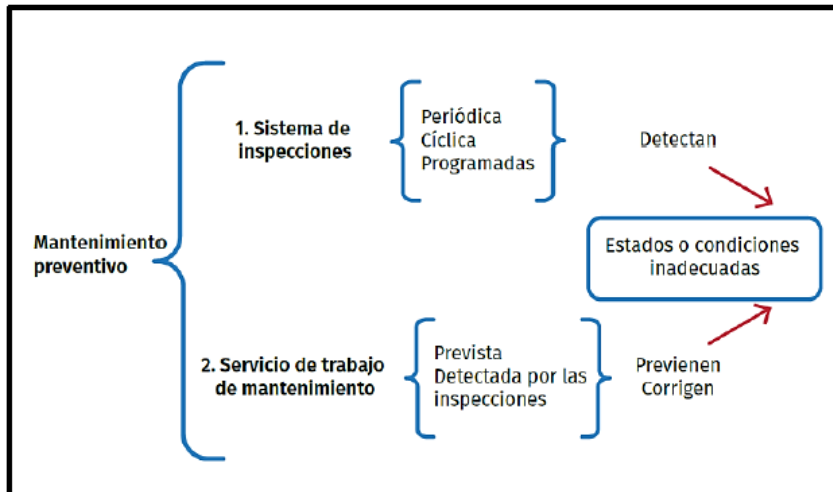 Mantenimiento
preventivo
1. Sistema de
inspecciones
Periódica
Cíclica
Programadas
Detectan
Estados o condiciones
inadecuadas
2. Servicio de trabajo
de mantenimiento
Prevista
Detectada por las
inspecciones
Previenen
Corrigen